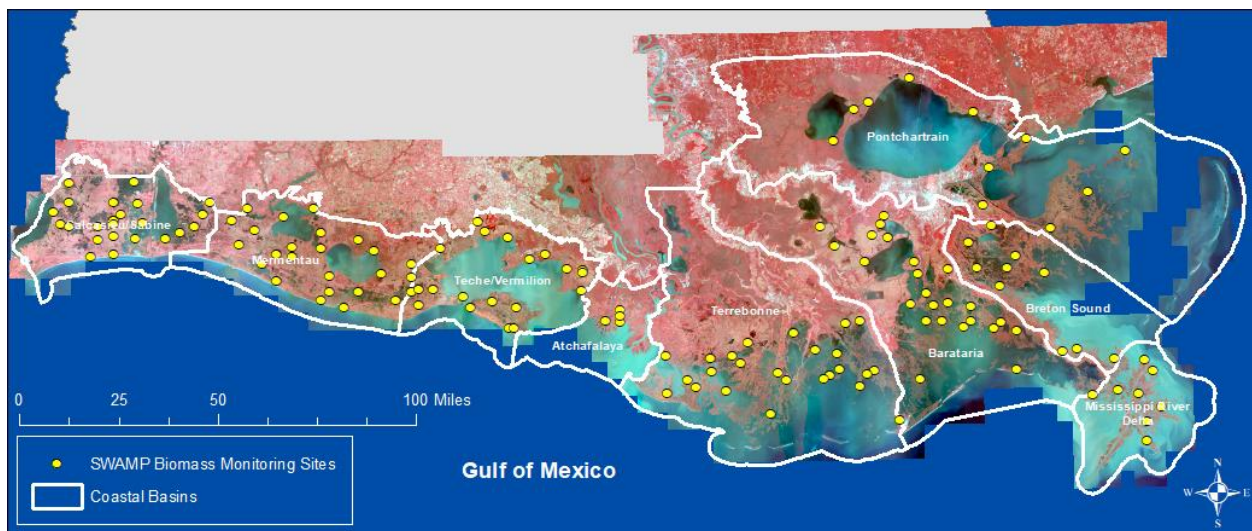 Pontchartrain
Calcasieu/Sabine
Mermentau
Teche/Vermilion
Atchafalaya
Terrebonne
Breton Sound
Barataria
Mississippi River
Delta
0 25 50 100 Miles
SWAMP Biomass Monitoring Sites
Coastal Basins
Gulf of Mexico
N
W E
S